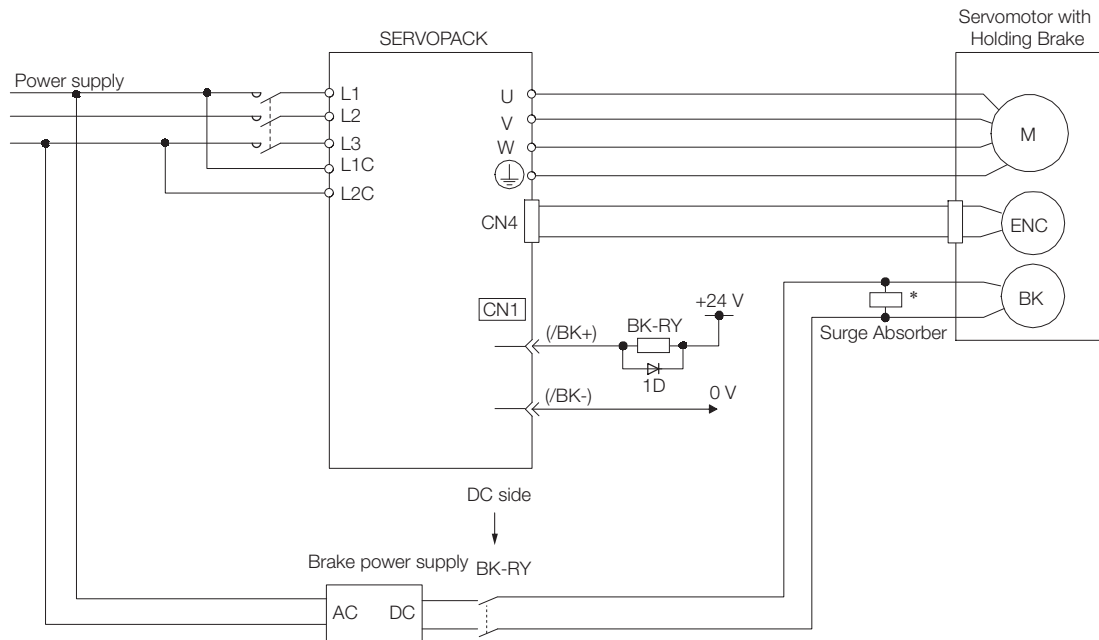 Servomotor with
Holding Brake
SERVOPACK
Power supply
L1
L2
L3
L1C
L2C
U
V
W
M
CN4
ENC
CN1
BK
*
Surge Absorber
+24 V
(/BK+)
BK-RY
1D
(/BK-)
0 V
DC side
Brake power supply
BK-RY
AC
DC